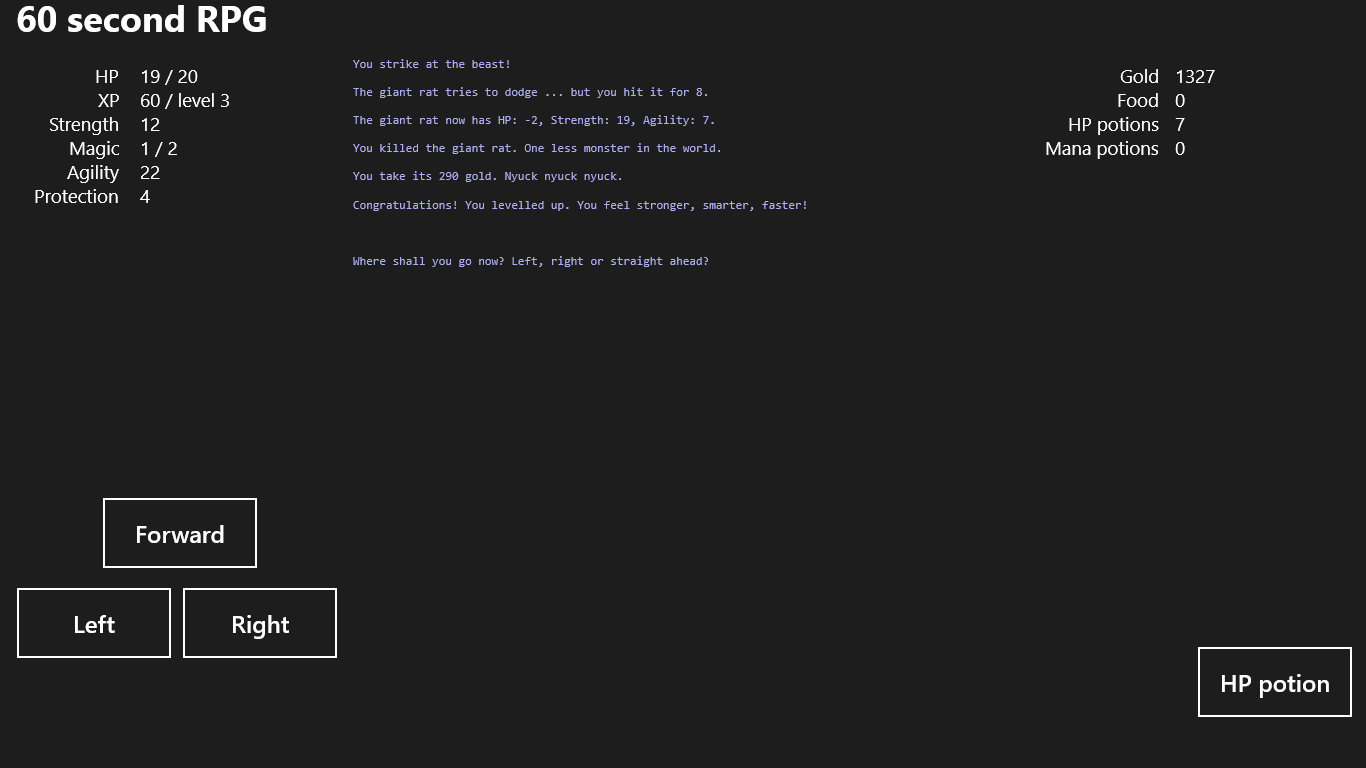 60 second RPG
HP 19 / 20
XP 60 / level 3
Strength 12
Magic 1 / 2
Agility 22
Protection 4
You strike at the beast!
The giant rat tries to dodge ... but you hit it for 8.
The giant rat now has HP: -2, Strength: 19, Agility: 7.
You killed the giant rat. One less monster in the world.
You take its 290 gold. Nyuck nyuck nyuck.
Congratulations! You levelled up. You feel stronger, smarter, faster!
Where shall you go now? Left, right or straight ahead?
Gold 1327
Food 0
HP potions 7
Mana potions 0
Forward
Left
Right
HP potion